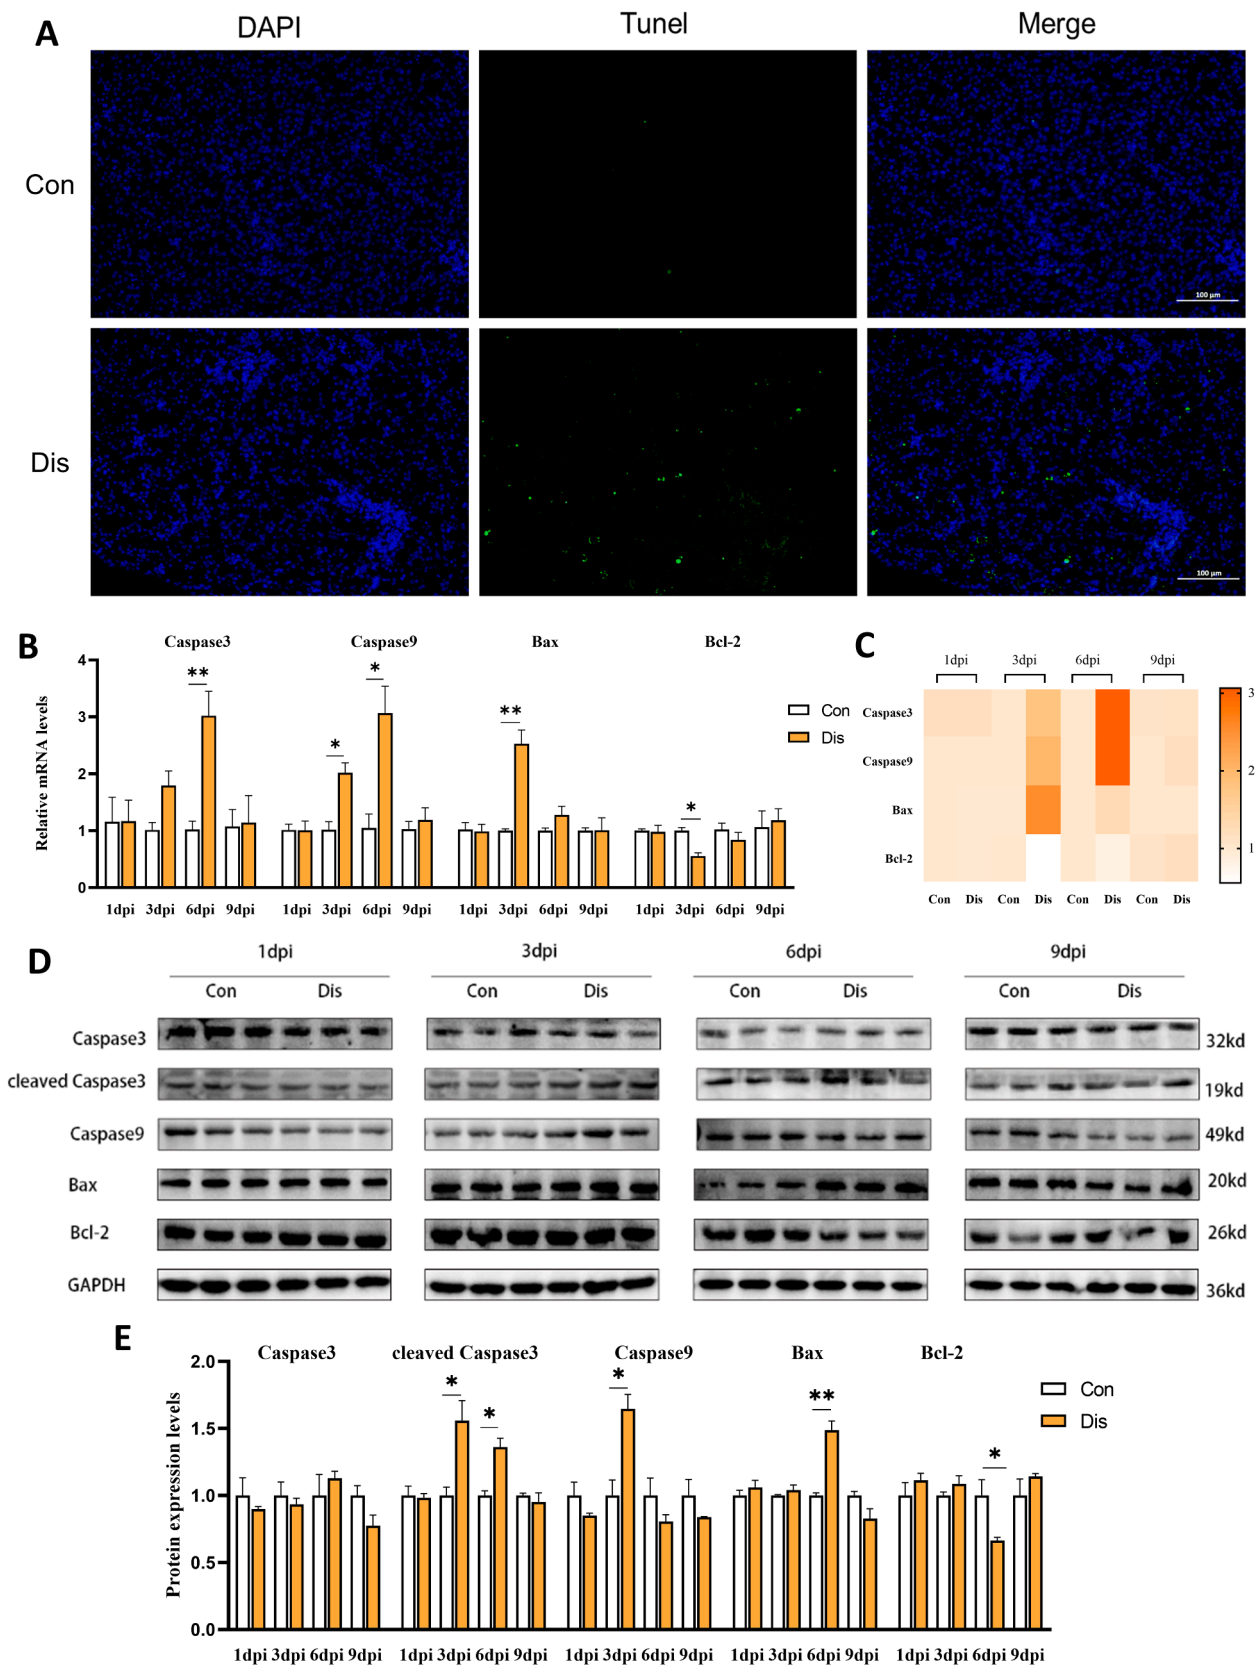 A
DAPI Tunel Merge
Con
100 µm
Dis
100 µm
B
Caspase3 Caspase9 Bax Bcl-2
Relative mRNA levels
4
3
2
1
0
** * * ** *
Con
Dis
1dpi 3dpi 6dpi 9dpi 1dpi 3dpi 6dpi 9dpi 1dpi 3dpi 6dpi 9dpi 1dpi 3dpi 6dpi 9dpi
C
1dpi 3dpi 6dpi 9dpi
Caspase3
Caspase9
Bax
Bcl-2
Con Dis Con Dis Con Dis Con Dis
3
2
1
D
1dpi 3dpi 6dpi 9dpi
Con Dis Con Dis Con Dis Con Dis
Caspase3 32kd
cleaved Caspase3 19kd
Caspase9 49kd
Bax 20kd
Bcl-2 26kd
GAPDH 36kd
E
Caspase3 cleaved Caspase3 Caspase9 Bax Bcl-2
Protein expression levels
2.0
1.5
1.0
0.5
0.0
* * * ** *
Con
Dis
1dpi 3dpi 6dpi 9dpi 1dpi 3dpi 6dpi 9dpi 1dpi 3dpi 6dpi 9dpi 1dpi 3dpi 6dpi 9dpi 1dpi 3dpi 6dpi 9dpi